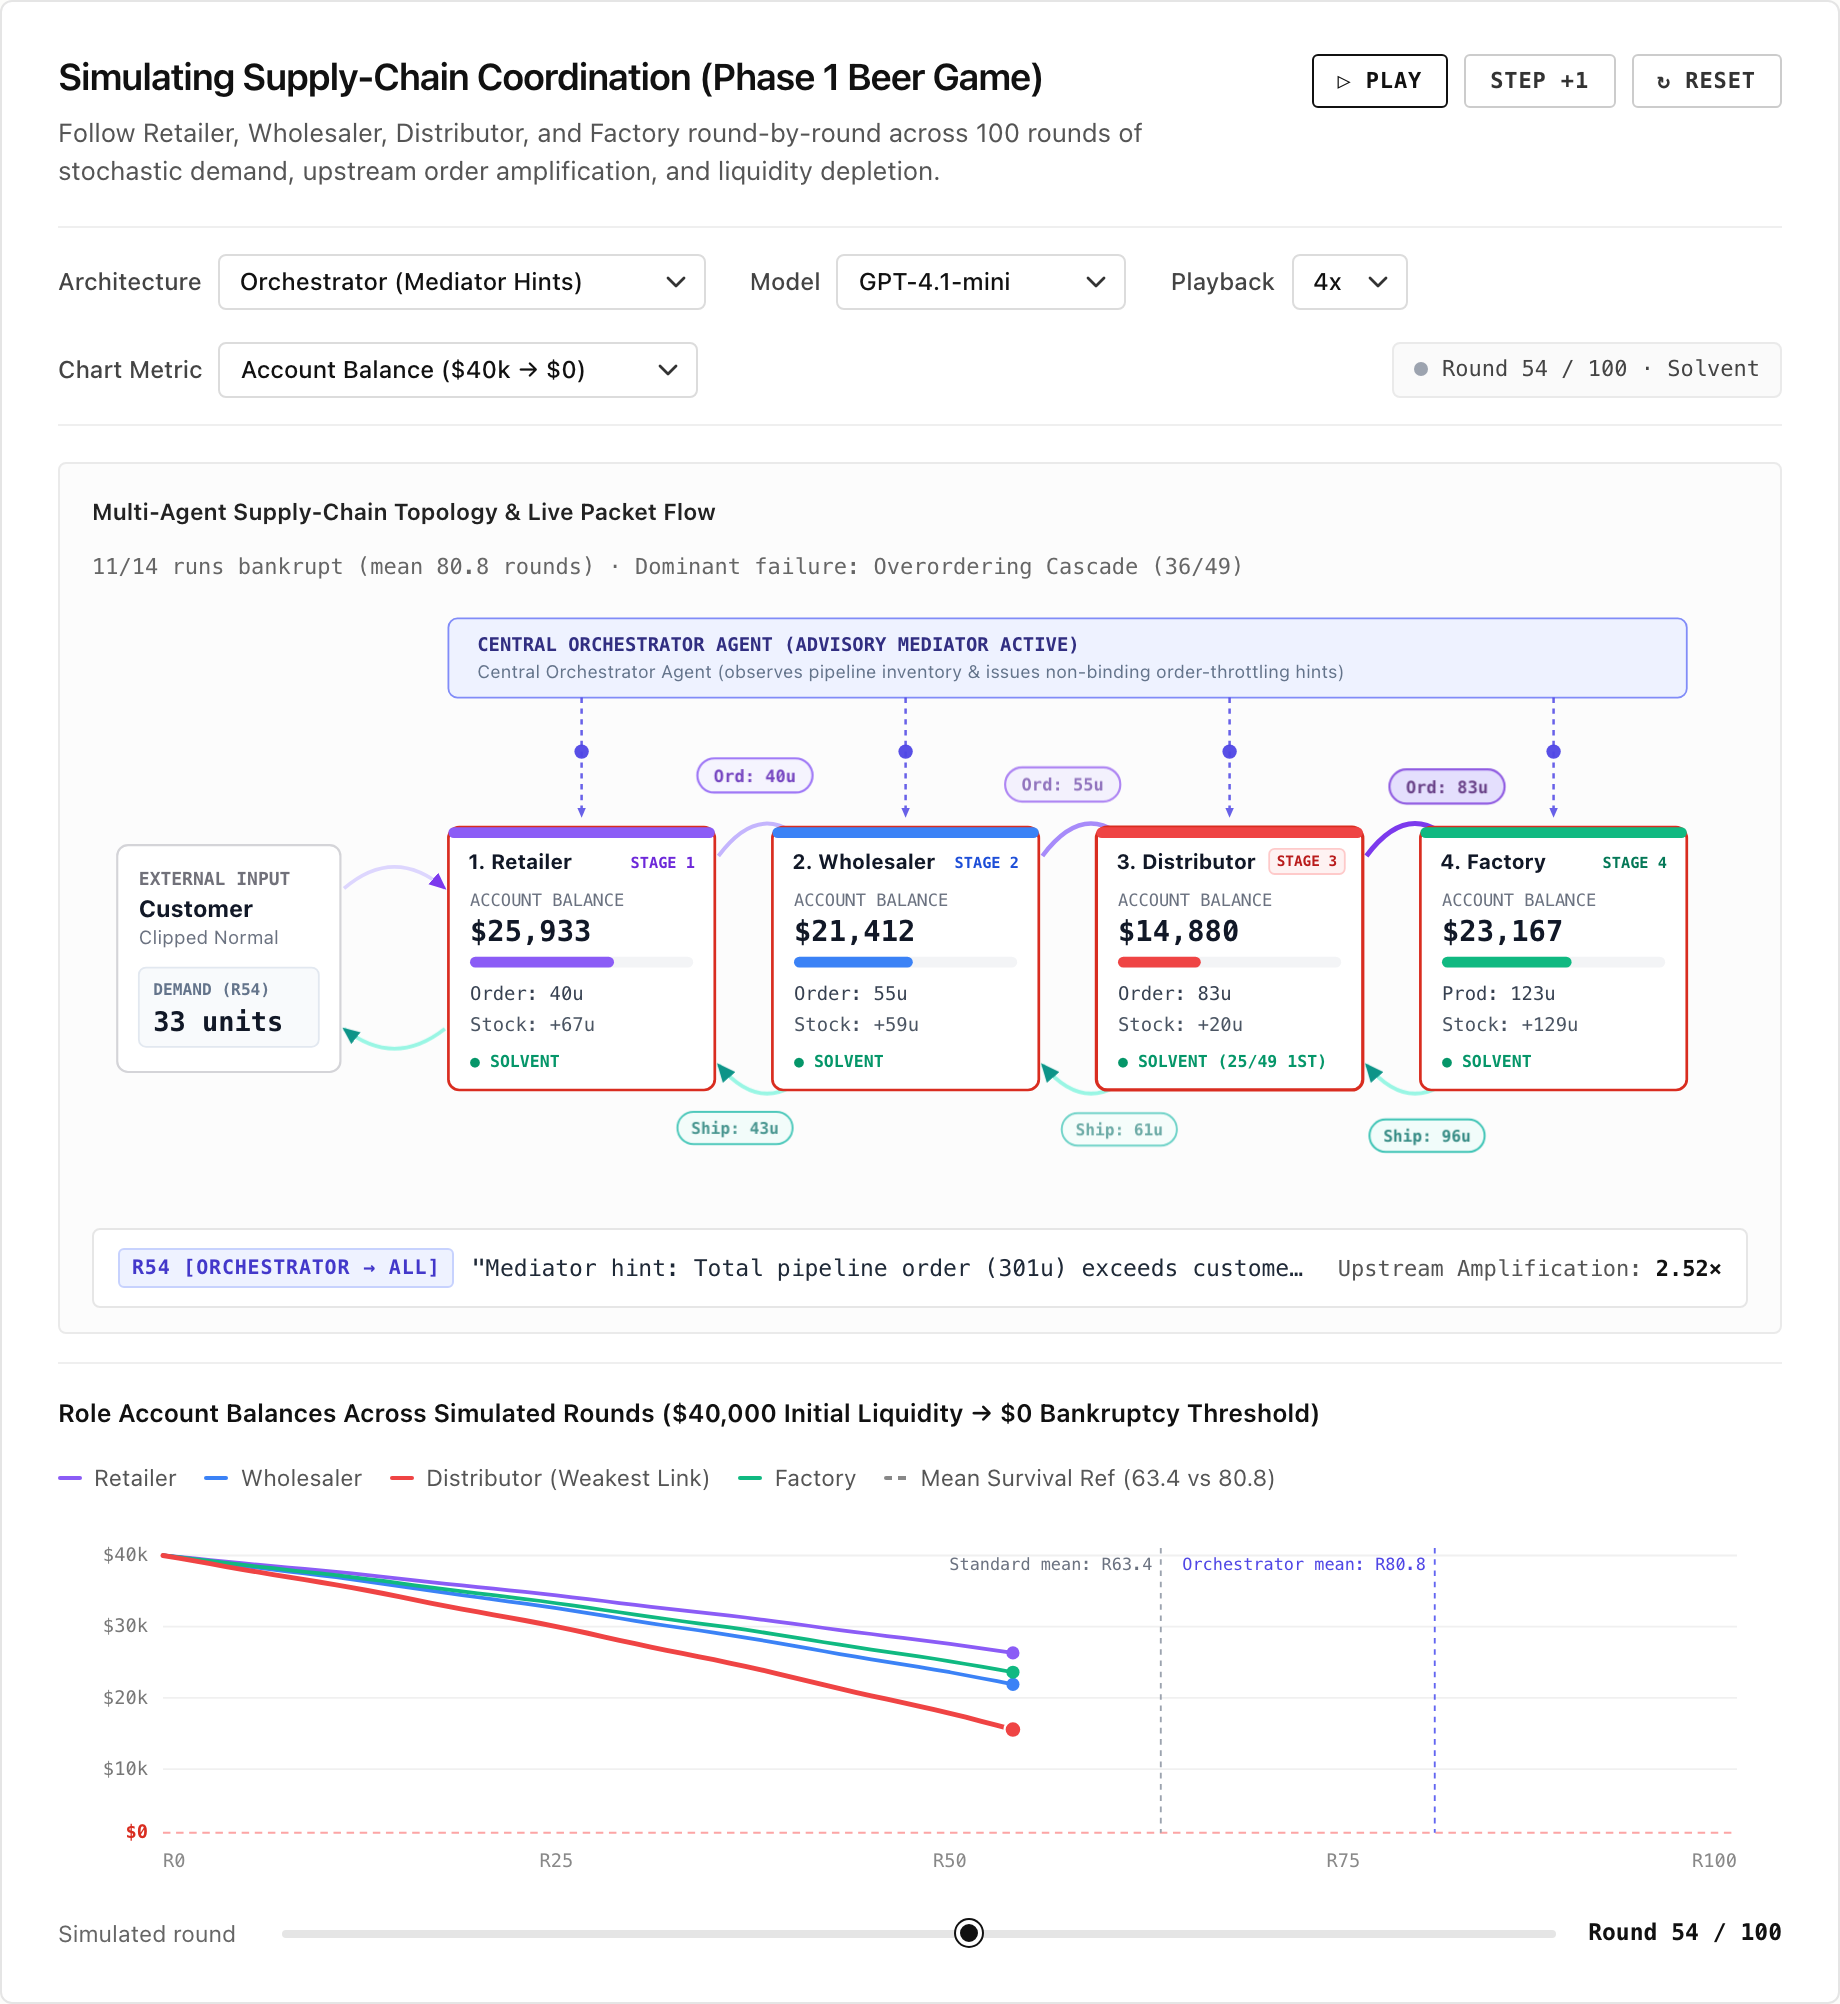 Simulating Supply-Chain Coordination (Phase 1 Beer Game)
▷ PLAY
STEP +1
↻ RESET
Follow Retailer, Wholesaler, Distributor, and Factory round-by-round across 100 rounds of
stochastic demand, upstream order amplification, and liquidity depletion.
Architecture
Orchestrator (Mediator Hints)
Model
GPT-4.1-mini
Playback
4x
Chart Metric
Account Balance ($40k → $0)
Round 54 / 100 · Solvent
Multi-Agent Supply-Chain Topology & Live Packet Flow
11/14 runs bankrupt (mean 80.8 rounds) · Dominant failure: Overordering Cascade (36/49)
CENTRAL ORCHESTRATOR AGENT (ADVISORY MEDIATOR ACTIVE)
Central Orchestrator Agent (observes pipeline inventory & issues non-binding order-throttling hints)
Ord: 40u
Ord: 55u
Ord: 83u
EXTERNAL INPUT
Customer
Clipped Normal
DEMAND (R54)
33 units
1. Retailer
STAGE 1
ACCOUNT BALANCE
$25,933
Order: 40u
Stock: +67u
● SOLVENT
2. Wholesaler
STAGE 2
ACCOUNT BALANCE
$21,412
Order: 55u
Stock: +59u
● SOLVENT
3. Distributor
STAGE 3
ACCOUNT BALANCE
$14,880
Order: 83u
Stock: +20u
● SOLVENT (25/49 1ST)
4. Factory
STAGE 4
ACCOUNT BALANCE
$23,167
Prod: 123u
Stock: +129u
● SOLVENT
Ship: 43u
Ship: 61u
Ship: 96u
R54 [ORCHESTRATOR → ALL]
"Mediator hint: Total pipeline order (301u) exceeds custome…
Upstream Amplification: 2.52×
Role Account Balances Across Simulated Rounds ($40,000 Initial Liquidity → $0 Bankruptcy Threshold)
Retailer
Wholesaler
Distributor (Weakest Link)
Factory
Mean Survival Ref (63.4 vs 80.8)
$40k
Standard mean: R63.4
Orchestrator mean: R80.8
$30k
$20k
$10k
$0
R0
R25
R50
R75
R100
Simulated round
Round 54 / 100